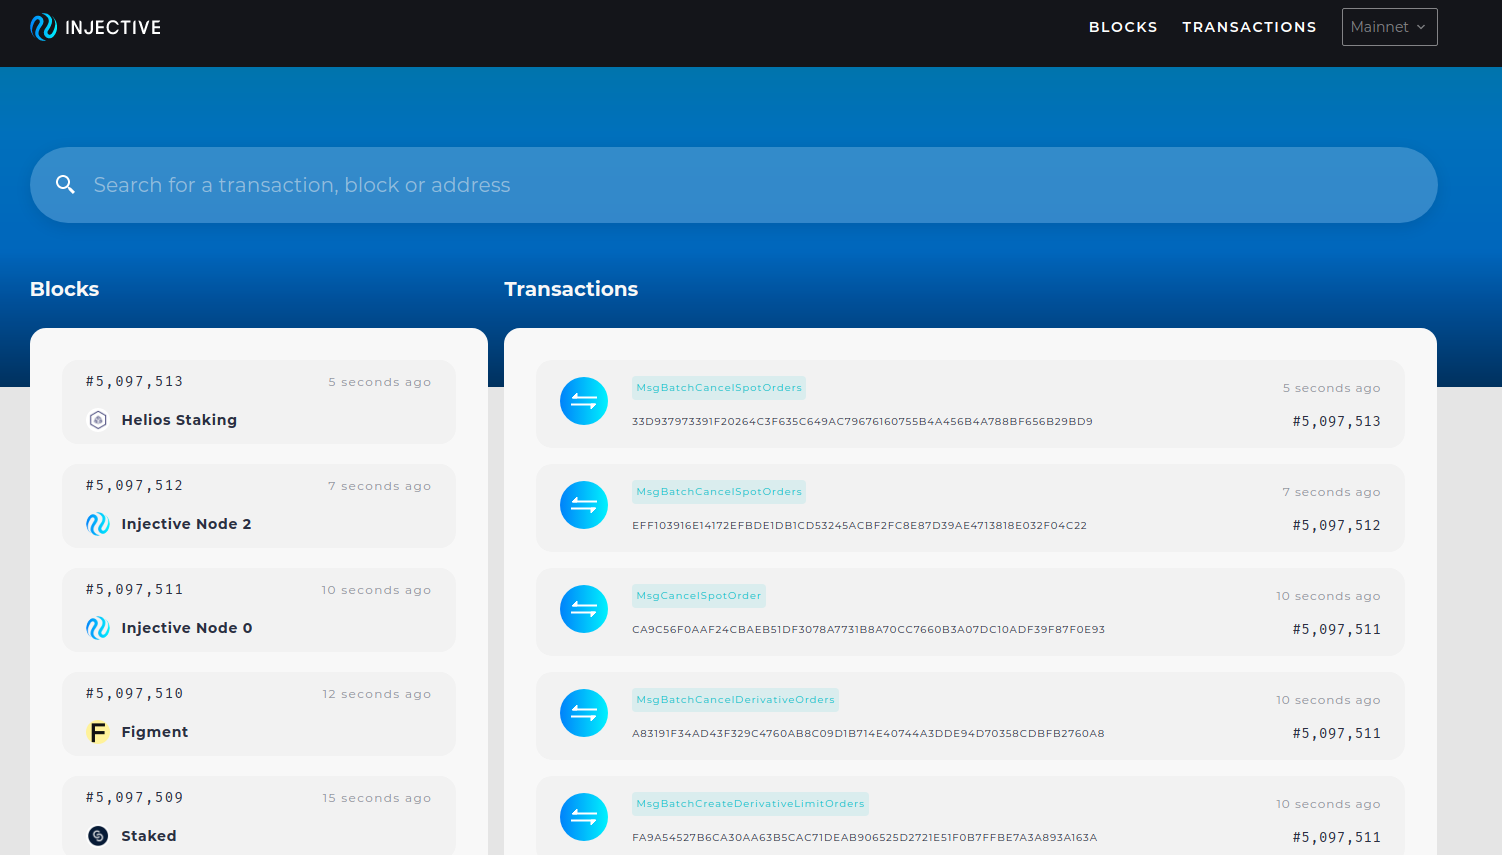 INJECTIVE
BLOCKS TRANSACTIONS Mainnet
Search for a transaction, block or address
Blocks
#5,097,513 5 seconds ago
Helios Staking
#5,097,512 7 seconds ago
Injective Node 2
#5,097,511 10 seconds ago
Injective Node 0
#5,097,510 12 seconds ago
F Figment
#5,097,509 15 seconds ago
Staked
Transactions
MsgBatchCancelSpotOrders 5 seconds ago
33D937973391F20264C3F635C649AC79676160755B4A456B4A788BF656B29BD9 #5,097,513
MsgBatchCancelSpotOrders 7 seconds ago
EFF103916E14172EFBDE1DB1CD53245ACBF2FC8E87D39AE4713818E032F04C22 #5,097,512
MsgCancelSpotOrder 10 seconds ago
CA9C56F0AAF24CBAEB51DF3078A7731B8A70CC7660B3A07DC10ADF39F87F0E93 #5,097,511
MsgBatchCancelDerivativeOrders 10 seconds ago
A83191F34AD43F329C4760AB8C09D1B714E40744A3DDE94D70358CDBFB2760A8 #5,097,511
MsgBatchCreateDerivativeLimitOrders 10 seconds ago
FA9A54527B6CA30AA63B5CAC71DEAB906525D2721E51F0B7FFBE7A3A893A163A #5,097,511